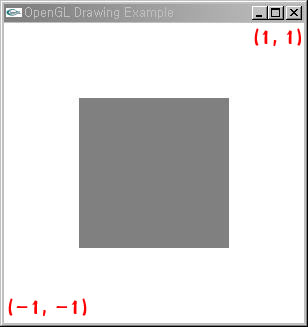 OpenGL Drawing Example
(1, 1)
(-1, -1)